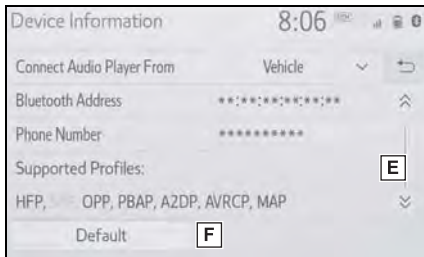 Device Information 8:06
Connect Audio Player From Vehicle
Bluetooth Address **:**:**:**:**:**
Phone Number **********
Supported Profiles:
E
HFP, OPP, PBAP, A2DP, AVRCP, MAP
Default F